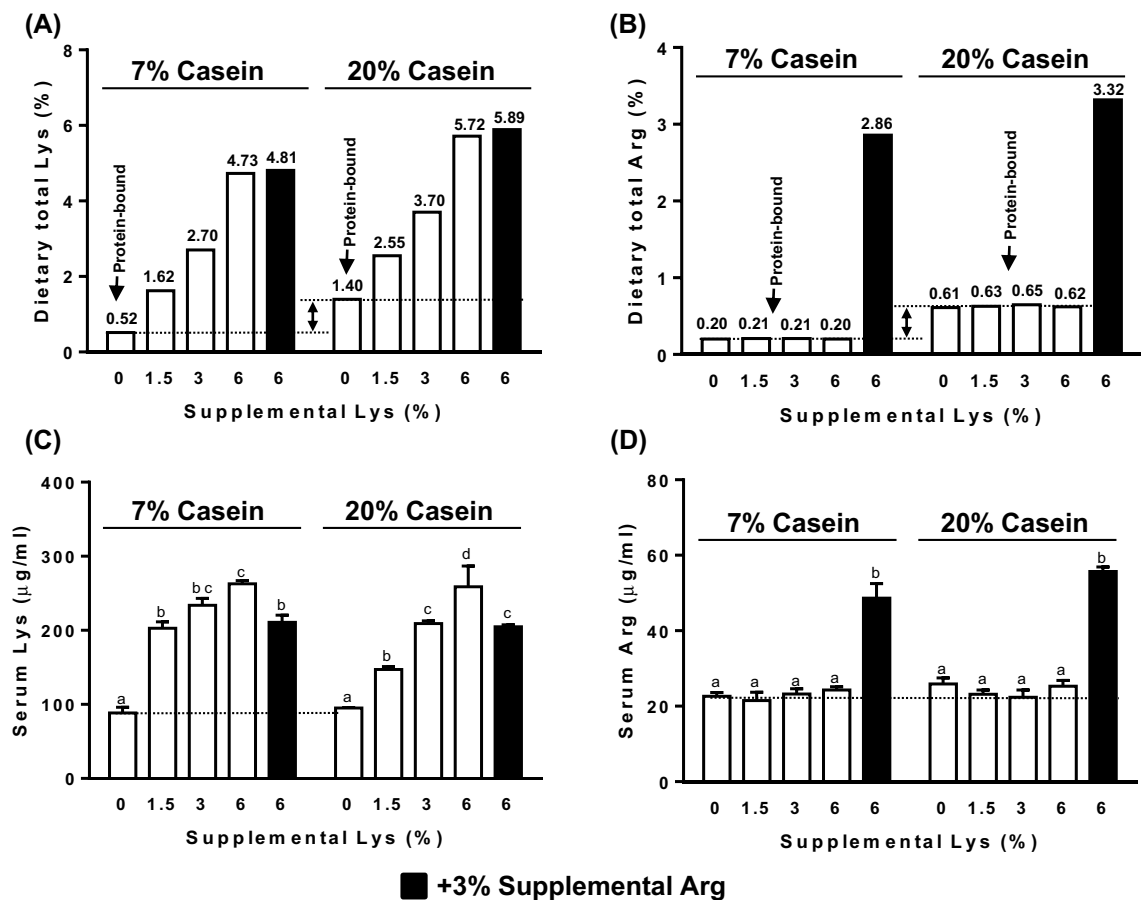 (A)
7% Casein
20% Casein
Dietary total Lys (%)
8
6
4
2
0
Protein-bound
Protein-bound
0.52
1.62
2.70
4.73
4.81
1.40
2.55
3.70
5.72
5.89
0 1.5 3 6 6 0 1.5 3 6 6
Supplemental Lys (%)
(B)
7% Casein
20% Casein
Dietary total Arg (%)
4
3
2
1
0
Protein-bound
Protein-bound
0.20
0.21
0.21
0.20
2.86
0.61
0.63
0.65
0.62
3.32
0 1.5 3 6 6 0 1.5 3 6 6
Supplemental Lys (%)
(C)
7% Casein
20% Casein
Serum Lys (μg/ml)
400
300
200
100
0
a b bc c b a b c d c
0 1.5 3 6 6 0 1.5 3 6 6
Supplemental Lys (%)
(D)
7% Casein
20% Casein
Serum Arg (μg/ml)
80
60
40
20
0
a a a a b a a a a b
0 1.5 3 6 6 0 1.5 3 6 6
Supplemental Lys (%)
+3% Supplemental Arg